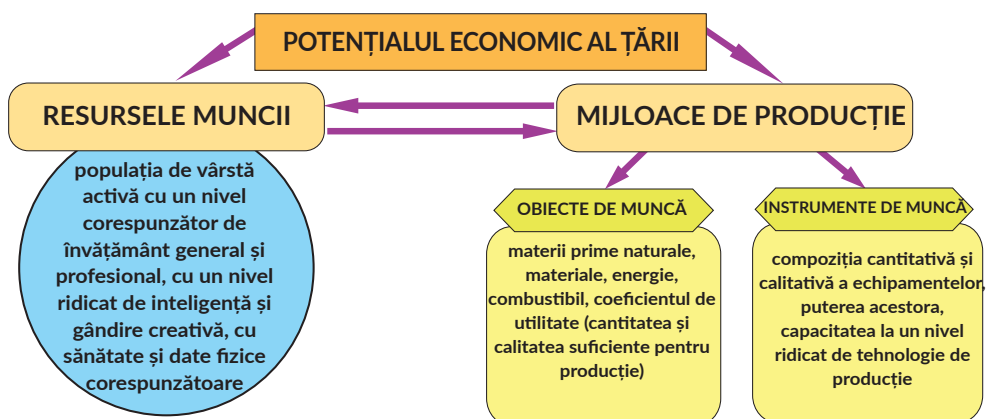 POTENȚIALUL ECONOMIC AL ȚĂRII
RESURSELE MUNCII
MIJLOACE DE PRODUCȚIE
populația de vârstă
activă cu un nivel
corespunzător de
învățământ general și
profesional, cu un nivel
ridicat de inteligență și
gândire creativă, cu
sănătate și date fizice
corespunzătoare
OBIECTE DE MUNCĂ
materii prime naturale,
materiale, energie,
combustibil, coeficientul de
utilitate (cantitatea și
calitatea suficiente pentru
producție)
INSTRUMENTE DE MUNCĂ
compoziția cantitativă și
calitativă a echipamentelor,
puterea acestora,
capacitatea la un nivel
ridicat de tehnologie de
producție